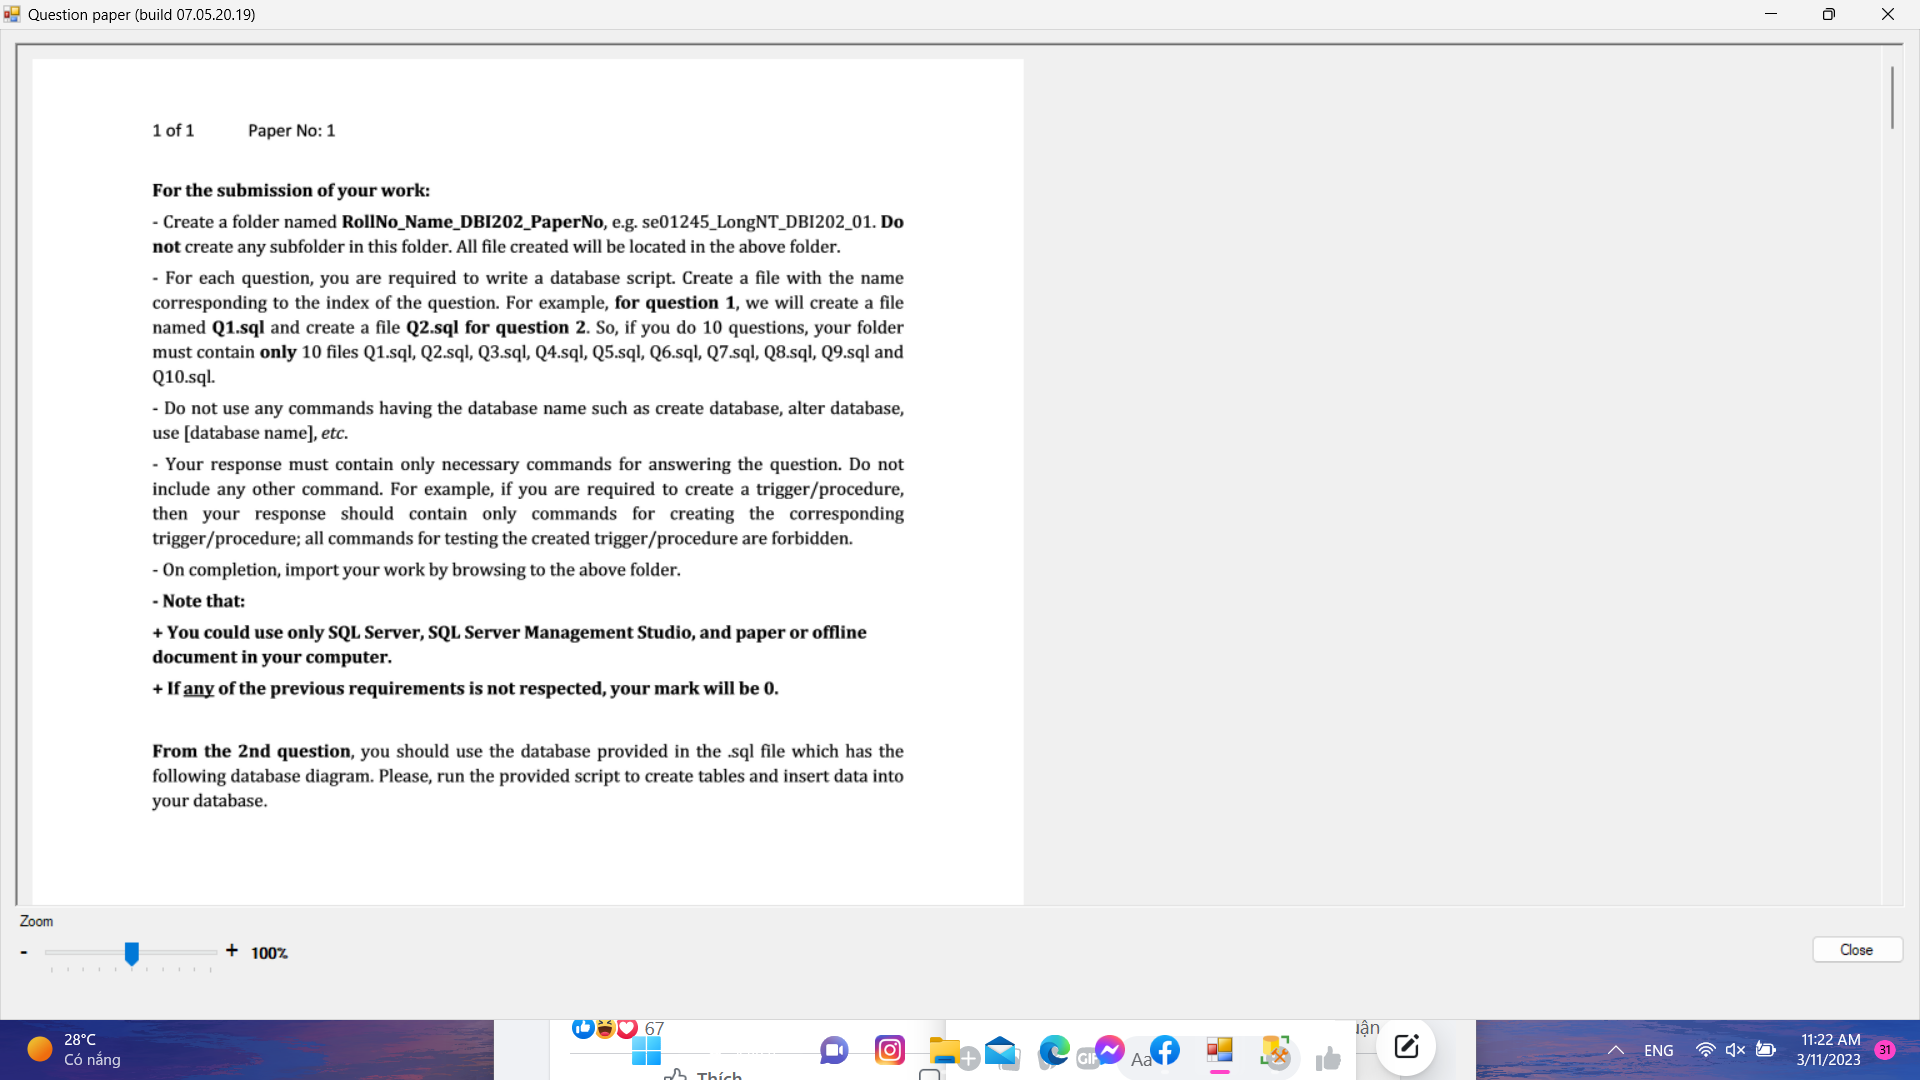 Question paper (build 07.05.20.19)
1 of 1 Paper No: 1
For the submission of your work:
- Create a folder named RollNo_Name_DBI202_PaperNo, e.g. se01245_LongNT_DBI202_01. Do
not create any subfolder in this folder. All file created will be located in the above folder.
- For each question, you are required to write a database script. Create a file with the name
corresponding to the index of the question. For example, for question 1, we will create a file
named Q1.sql and create a file Q2.sql for question 2. So, if you do 10 questions, your folder
must contain only 10 files Q1.sql, Q2.sql, Q3.sql, Q4.sql, Q5.sql, Q6.sql, Q7.sql, Q8.sql, Q9.sql and
Q10.sql.
- Do not use any commands having the database name such as create database, alter database,
use [database name], etc.
- Your response must contain only necessary commands for answering the question. Do not
include any other command. For example, if you are required to create a trigger/procedure,
then your response should contain only commands for creating the corresponding
trigger/procedure; all commands for testing the created trigger/procedure are forbidden.
- On completion, import your work by browsing to the above folder.
- Note that:
+ You could use only SQL Server, SQL Server Management Studio, and paper or offline
document in your computer.
+ If any of the previous requirements is not respected, your mark will be 0.
From the 2nd question, you should use the database provided in the .sql file which has the
following database diagram. Please, run the provided script to create tables and insert data into
your database.
Zoom
- + 100%
Close
28°C
Có nắng
67
Thích
GIF
Aa
ENG
11:22 AM
3/11/2023
31